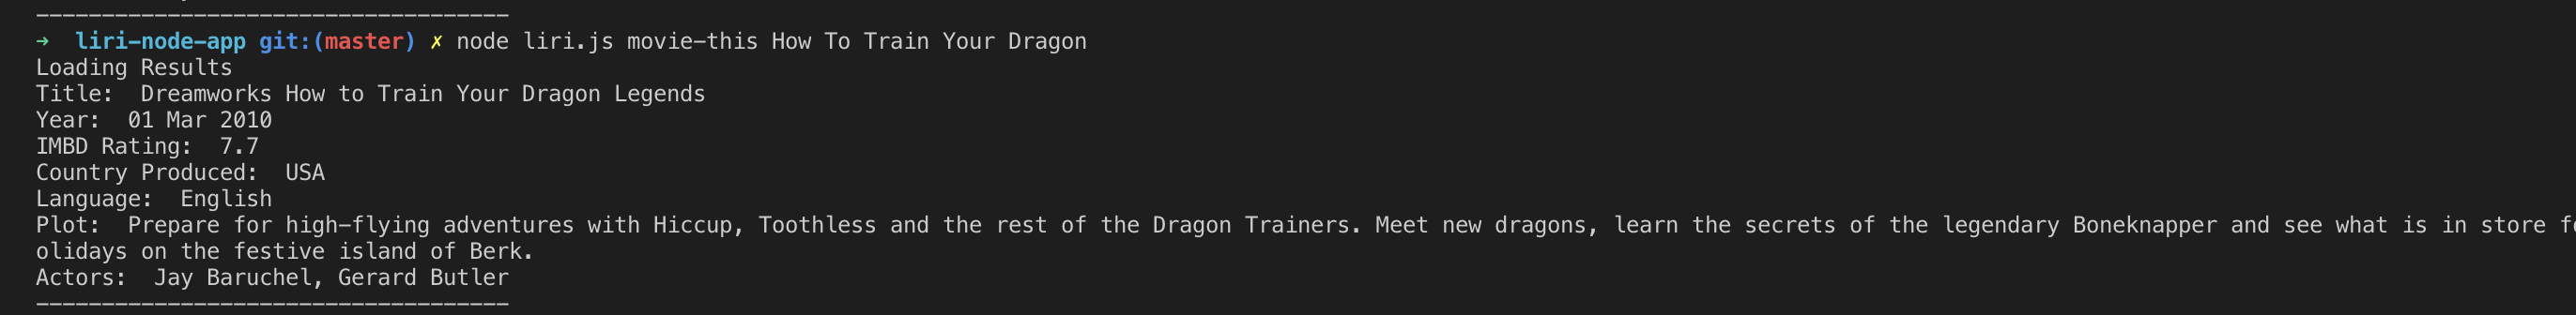 ------------------------------------
➜  liri-node-app git:(master) ✗ node liri.js movie-this How To Train Your Dragon
Loading Results
Title:  Dreamworks How to Train Your Dragon Legends
Year:  01 Mar 2010
IMBD Rating:  7.7
Country Produced:  USA
Language:  English
Plot:  Prepare for high-flying adventures with Hiccup, Toothless and the rest of the Dragon Trainers. Meet new dragons, learn the secrets of the legendary Boneknapper and see what is in store
olidays on the festive island of Berk.
Actors:  Jay Baruchel, Gerard Butler
------------------------------------